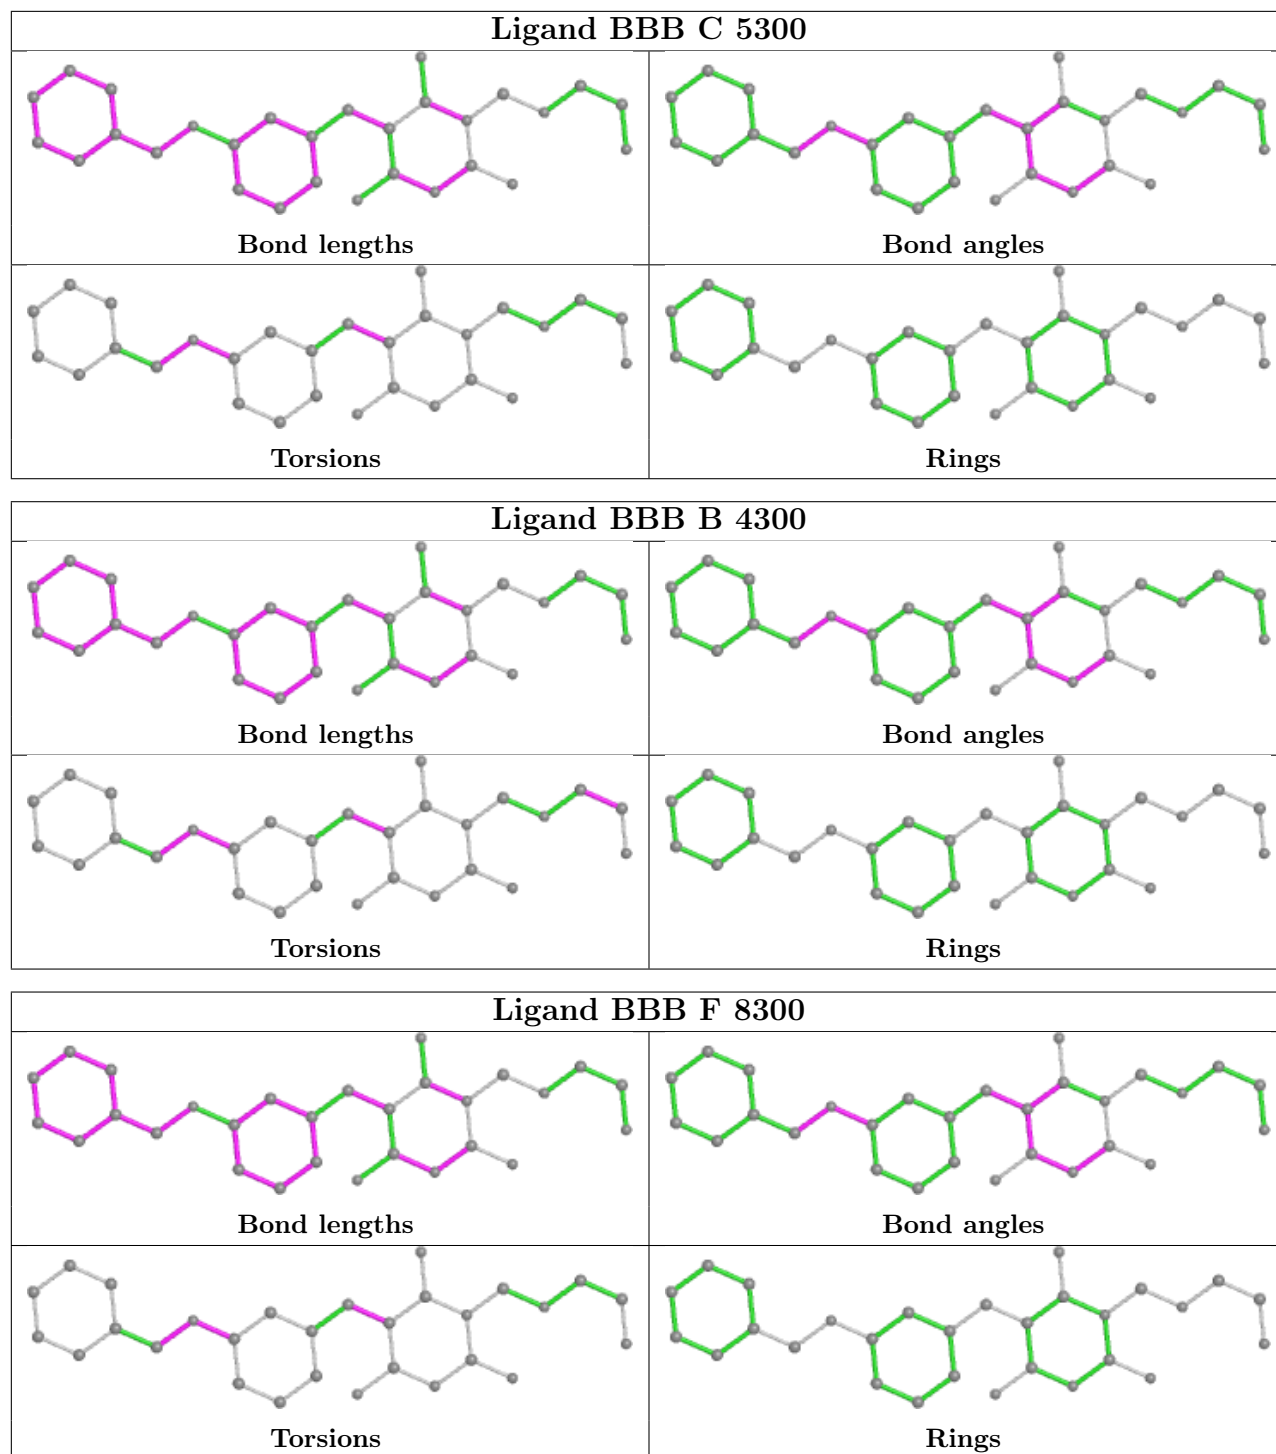 Ligand BBB C 5300
Bond lengths
Bond angles
Torsions
Rings
Ligand BBB B 4300
Bond lengths
Bond angles
Torsions
Rings
Ligand BBB F 8300
Bond lengths
Bond angles
Torsions
Rings